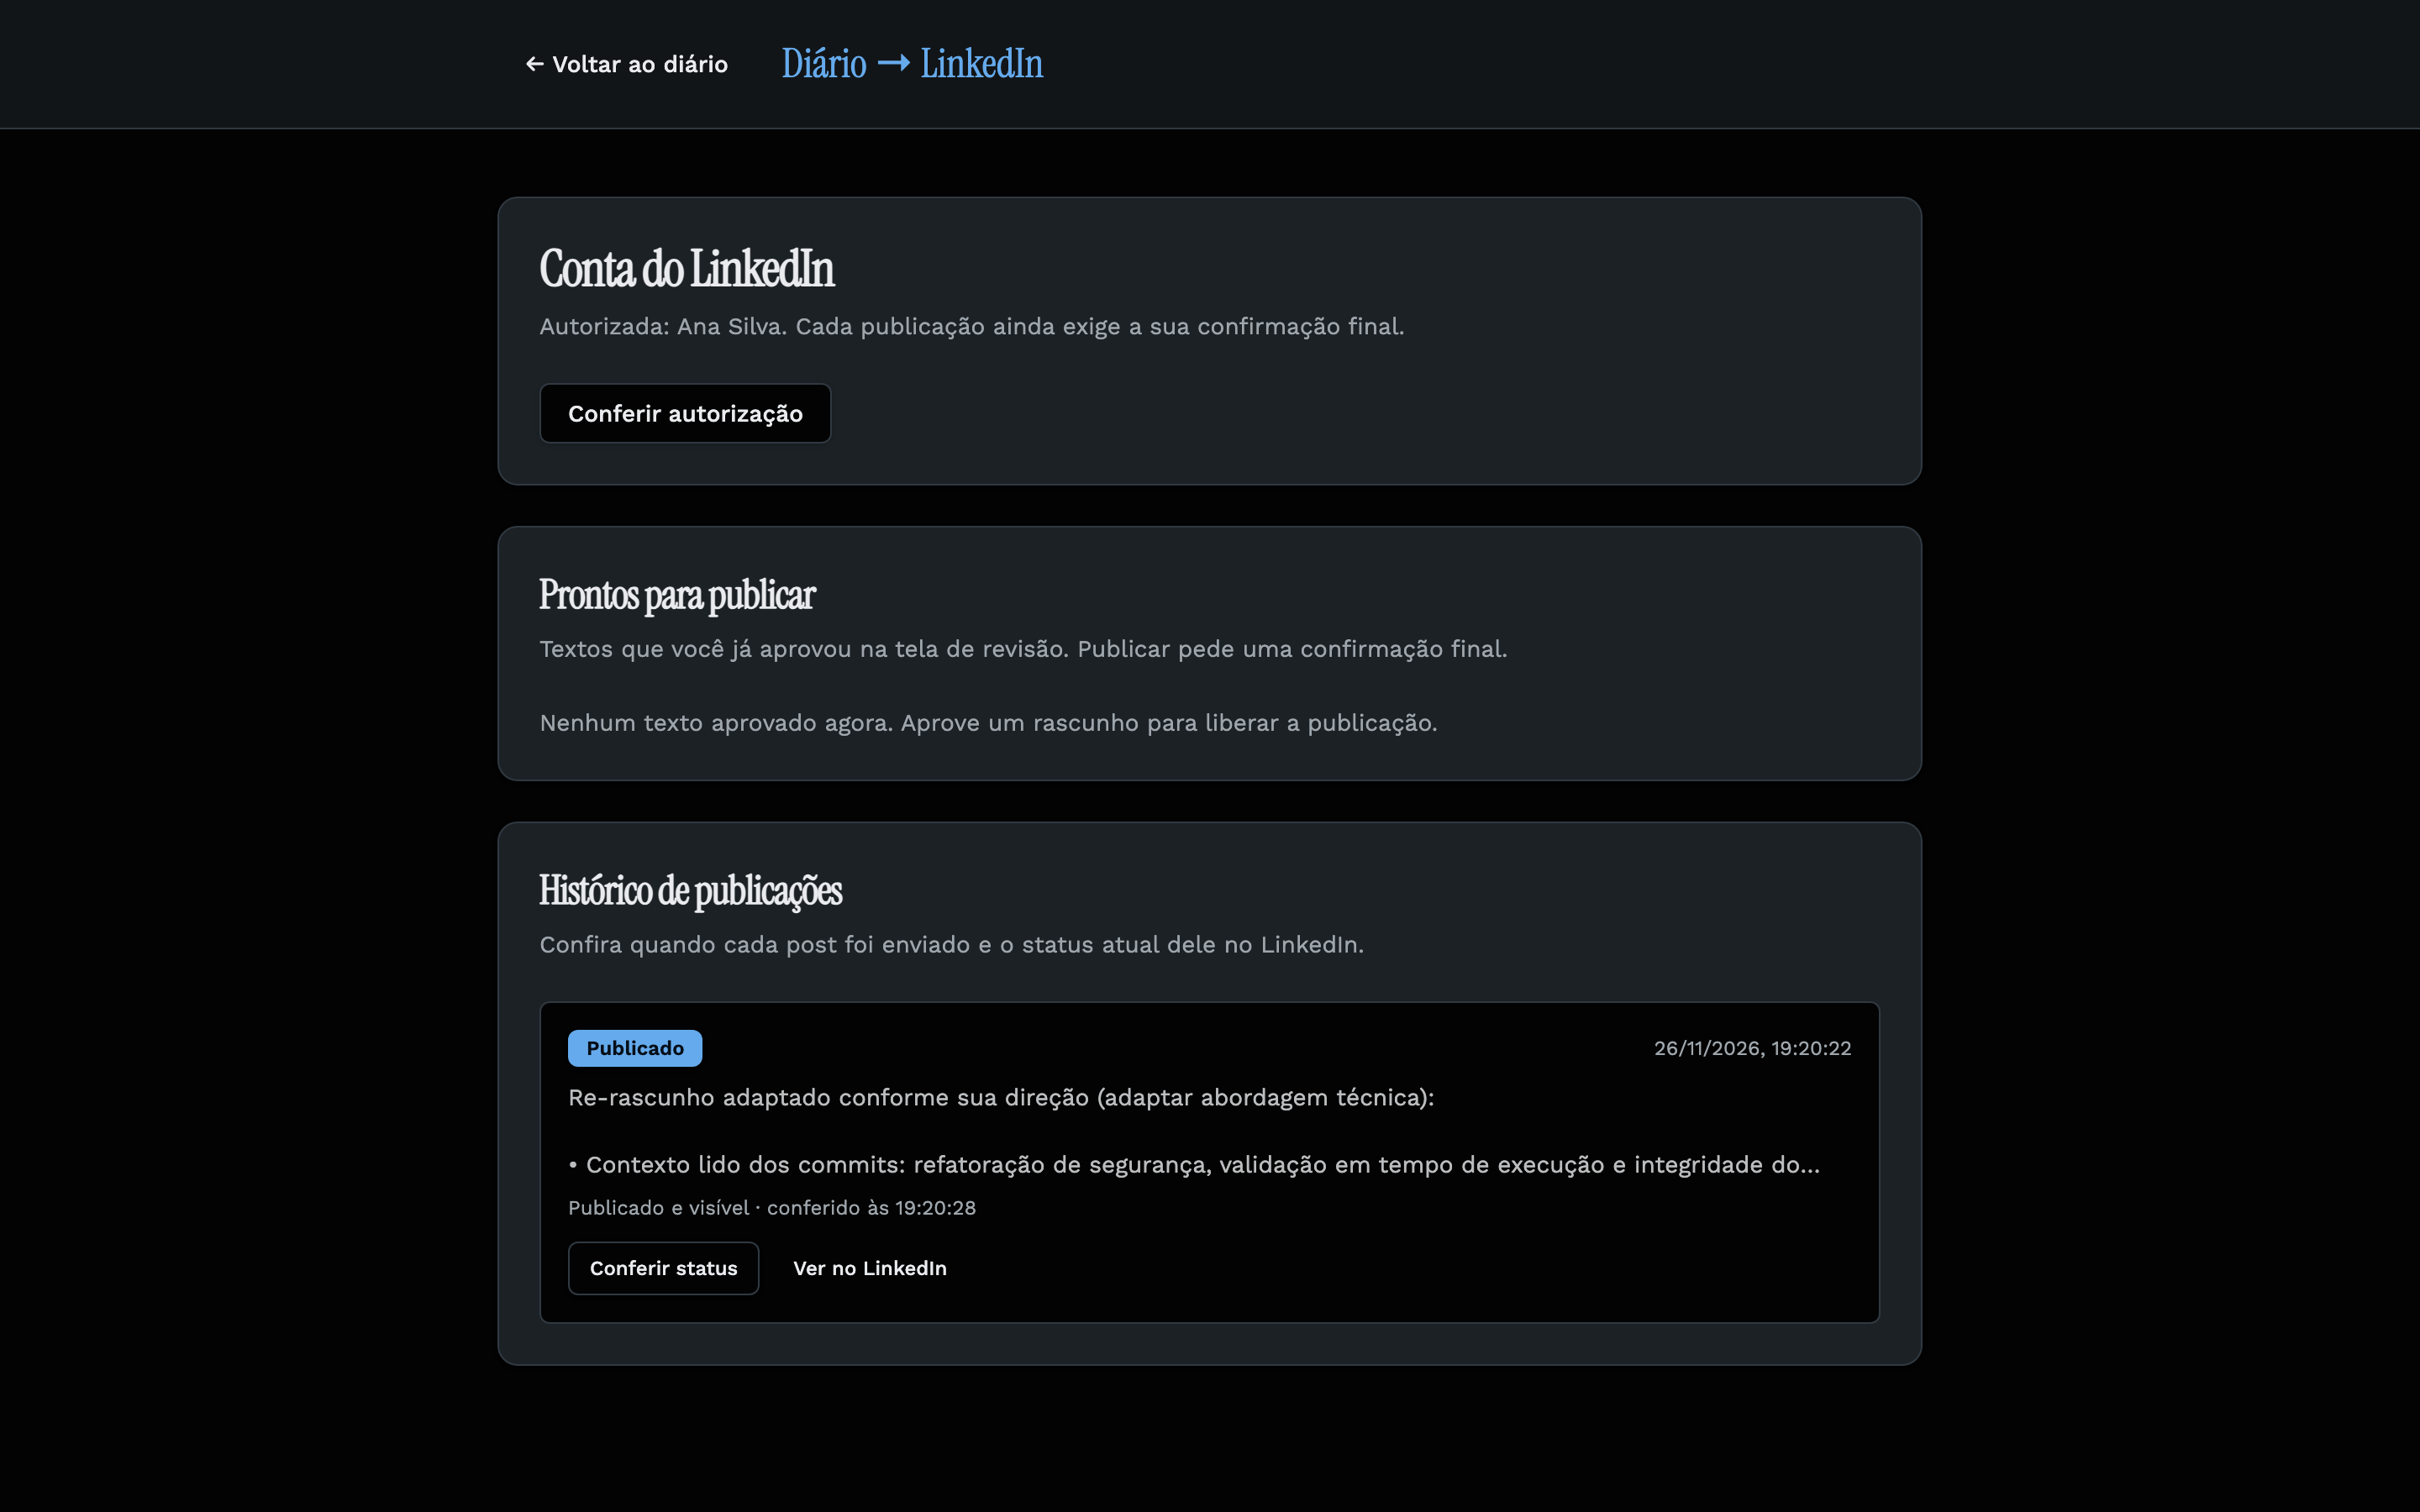 ← Voltar ao diário
Diário → LinkedIn
Conta do LinkedIn
Autorizada: Ana Silva. Cada publicação ainda exige a sua confirmação final.
Conferir autorização
Prontos para publicar
Textos que você já aprovou na tela de revisão. Publicar pede uma confirmação final.
Nenhum texto aprovado agora. Aprove um rascunho para liberar a publicação.
Histórico de publicações
Confira quando cada post foi enviado e o status atual dele no LinkedIn.
Publicado
26/11/2026, 19:20:22
Re-rascunho adaptado conforme sua direção (adaptar abordagem técnica):
• Contexto lido dos commits: refatoração de segurança, validação em tempo de execução e integridade do...
Publicado e visível · conferido às 19:20:28
Conferir status
Ver no LinkedIn